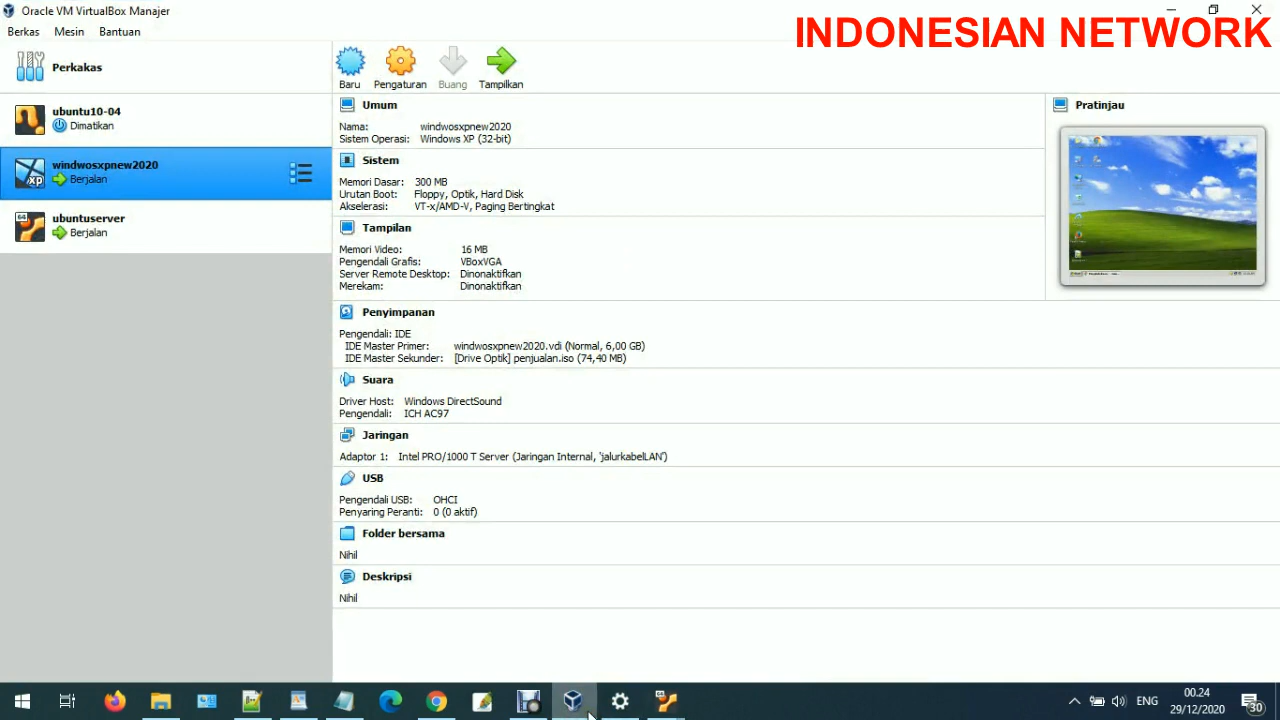 Oracle VM VirtualBox Manajer
INDONESIAN NETWORK
Berkas Mesin Bantuan
Perkakas
Baru Pengaturan Buang Tampilkan
ubuntu10-04
Dimatikan
windwosxpnew2020
Berjalan
ubuntuserver
Berjalan
Umum
Nama: windwosxpnew2020
Sistem Operasi: Windows XP (32-bit)
Sistem
Memori Dasar: 300 MB
Urutan Boot: Floppy, Optik, Hard Disk
Akselerasi: VT-x/AMD-V, Paging Bertingkat
Tampilan
Memori Video: 16 MB
Pengendali Grafis: VBoxVGA
Server Remote Desktop: Dinonaktifkan
Merekam: Dinonaktifkan
Pratinjau
Penyimpanan
Pengendali: IDE
IDE Master Primer: windwosxpnew2020.vdi (Normal, 6,00 GB)
IDE Master Sekunder: [Drive Optik] penjualan.iso (74,40 MB)
Suara
Driver Host: Windows DirectSound
Pengendali: ICH AC97
Jaringan
Adaptor 1: Intel PRO/1000 T Server (Jaringan Internal, 'jalurkabelLAN')
USB
Pengendali USB: OHCI
Penyaring Peranti: 0 (0 aktif)
Folder bersama
Nihil
Deskripsi
Nihil
ENG
00.24
29/12/2020
30